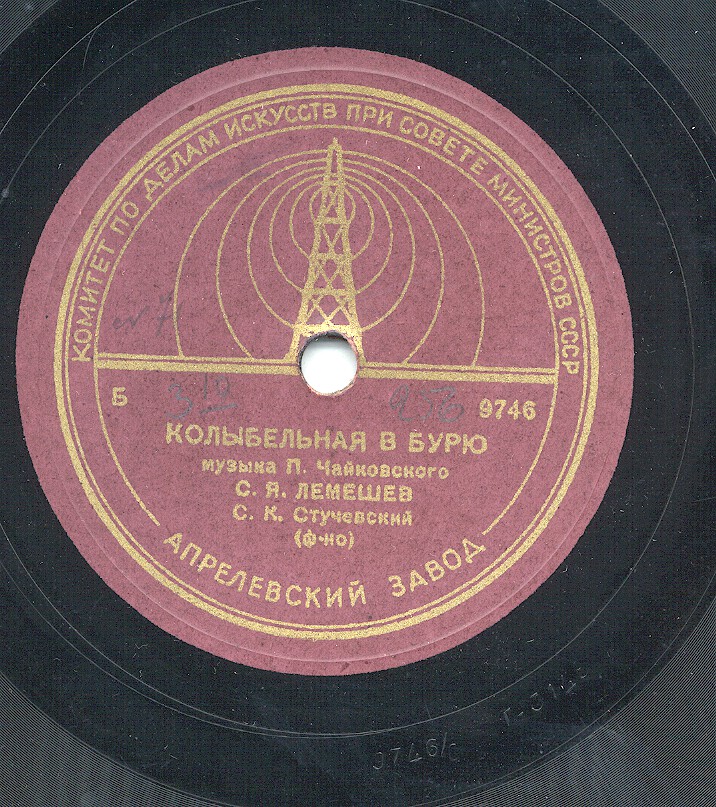 КОМИТЕТ ПО ДЕЛАМ ИСКУССТВ ПРИ СОВЕТЕ МИНИСТРОВ СССР
Б 9746
КОЛЫБЕЛЬНАЯ В БУРЮ
музыка П. Чайковского
С. Я. ЛЕМЕШЕВ
С. К. Стучевский
(ф-но)
АПРЕЛЕВСКИЙ ЗАВОД